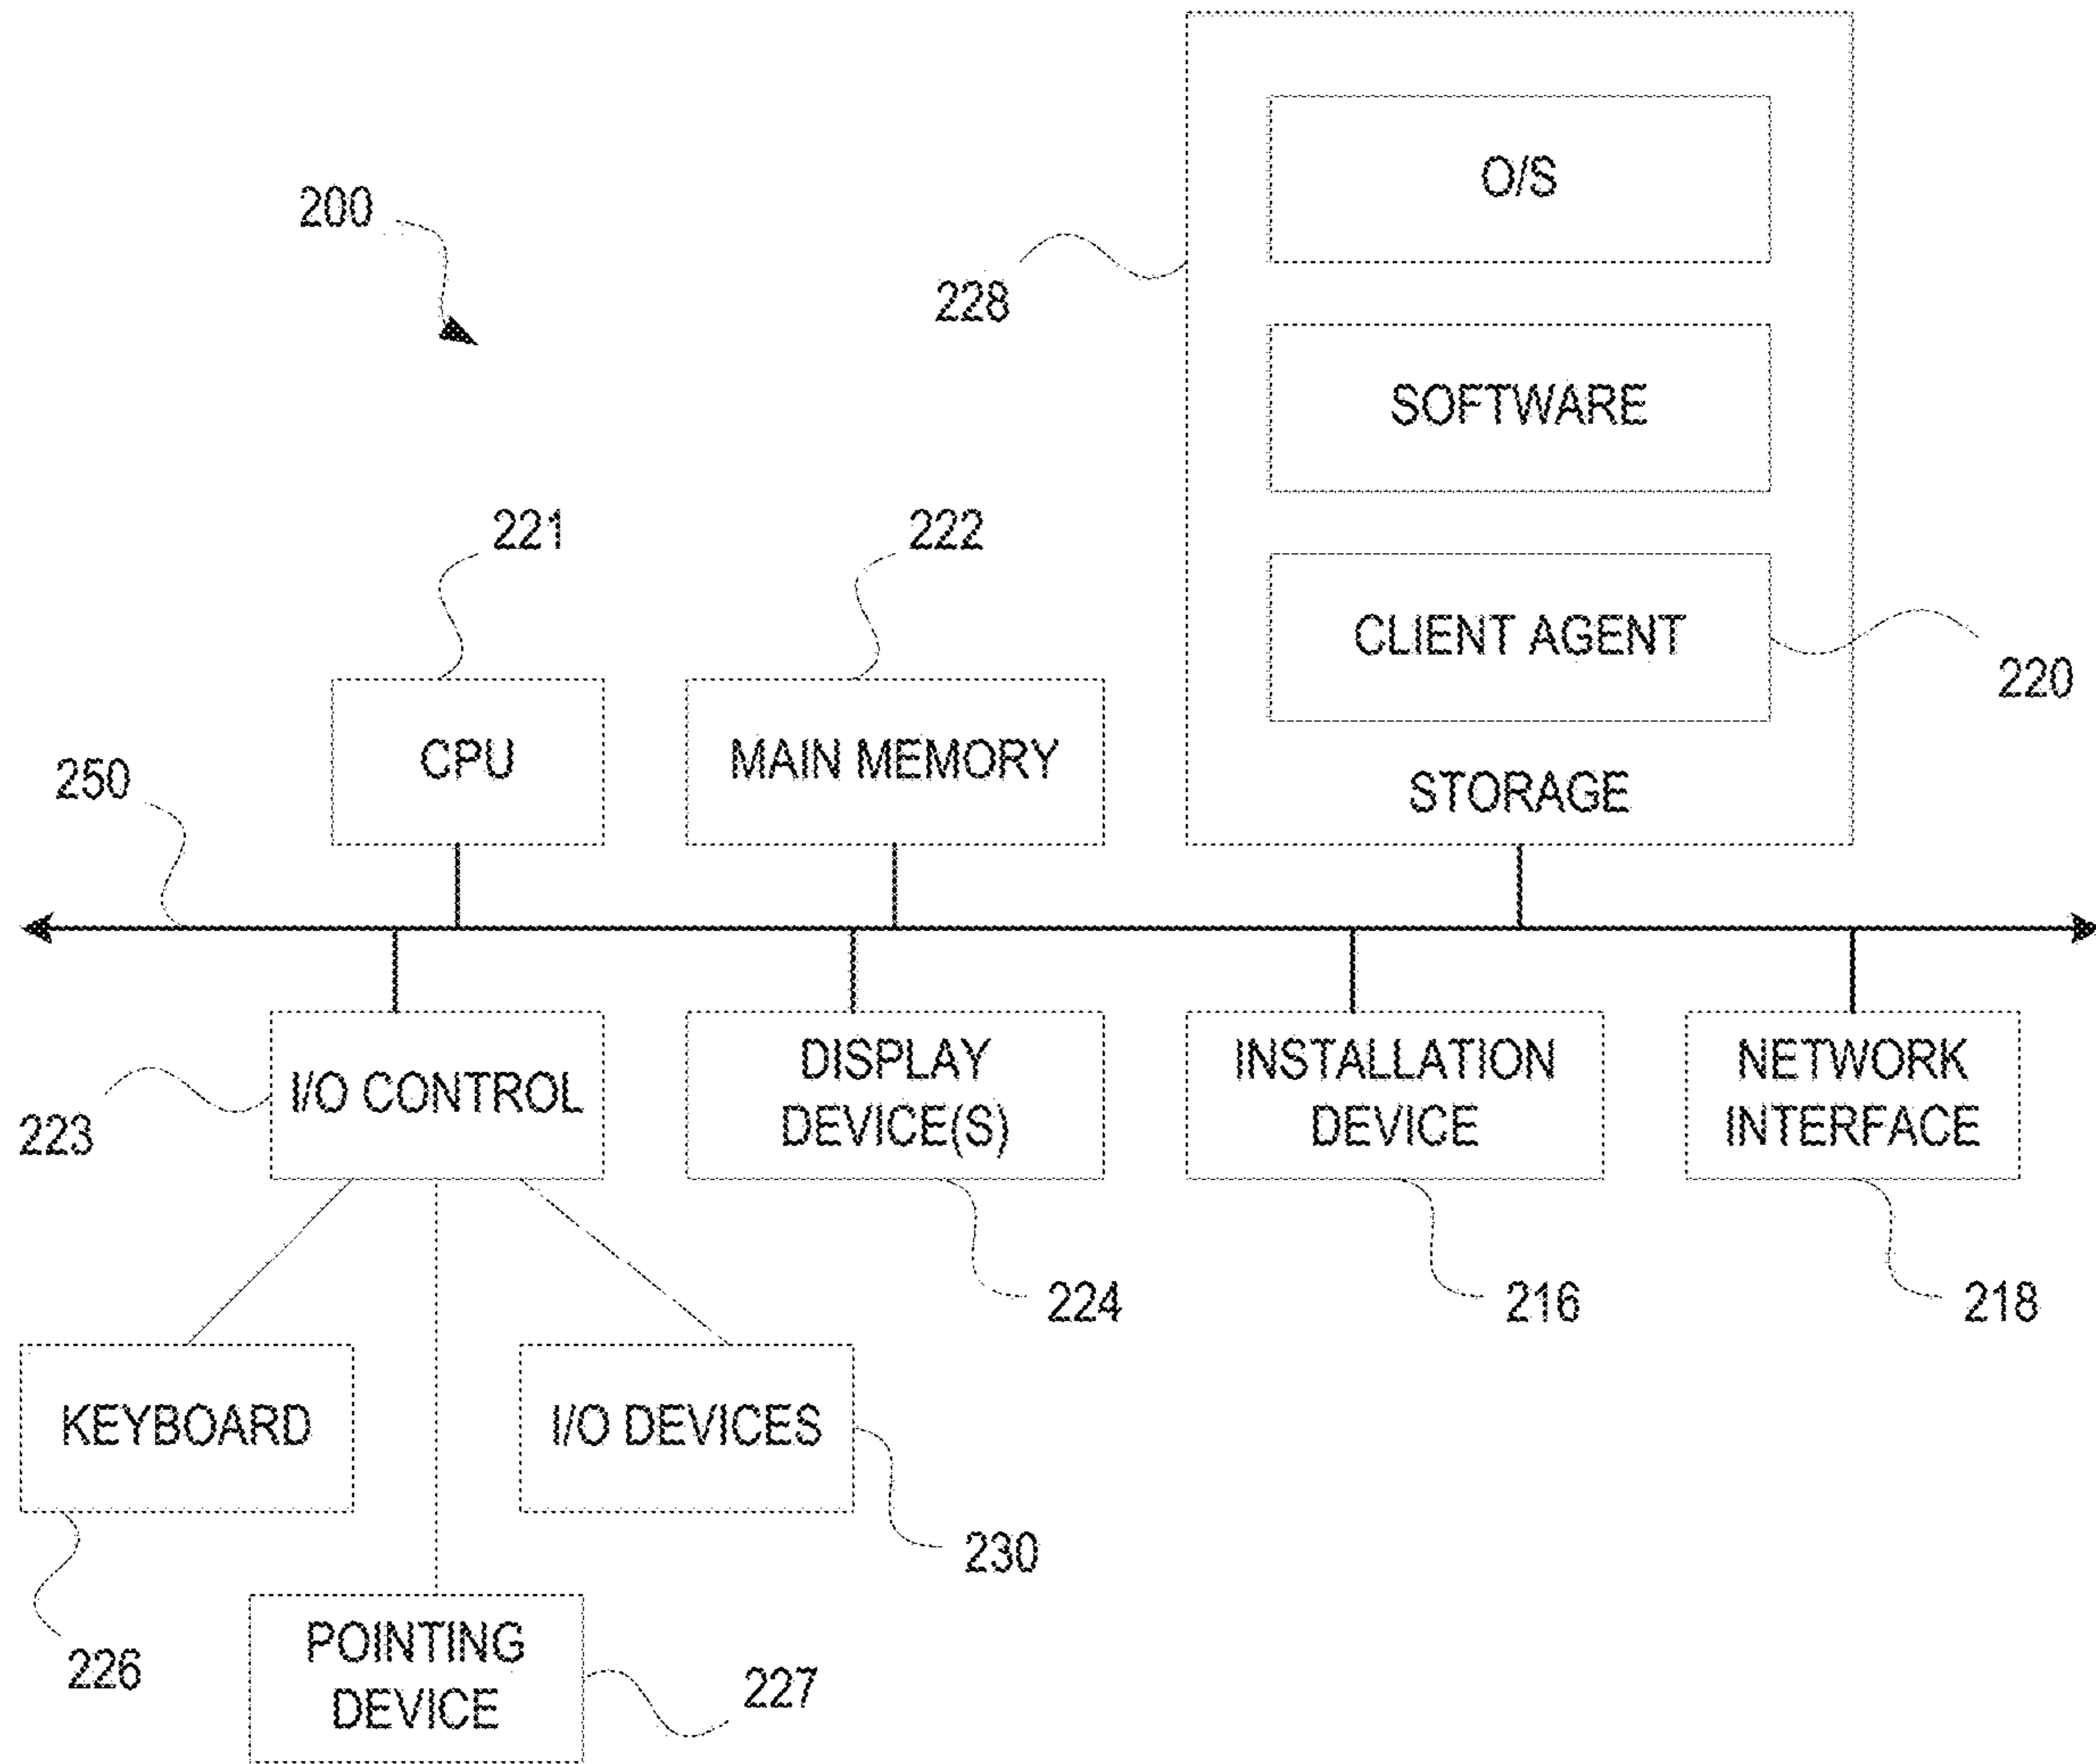 O/S
200
228
SOFTWARE
221
222
CLIENT AGENT
220
CPU
MAIN MEMORY
250
STORAGE
I/O CONTROL
223
DISPLAY
DEVICE(S)
INSTALLATION
DEVICE
NETWORK
INTERFACE
224
216
218
KEYBOARD
I/O DEVICES
230
226
POINTING
DEVICE
227